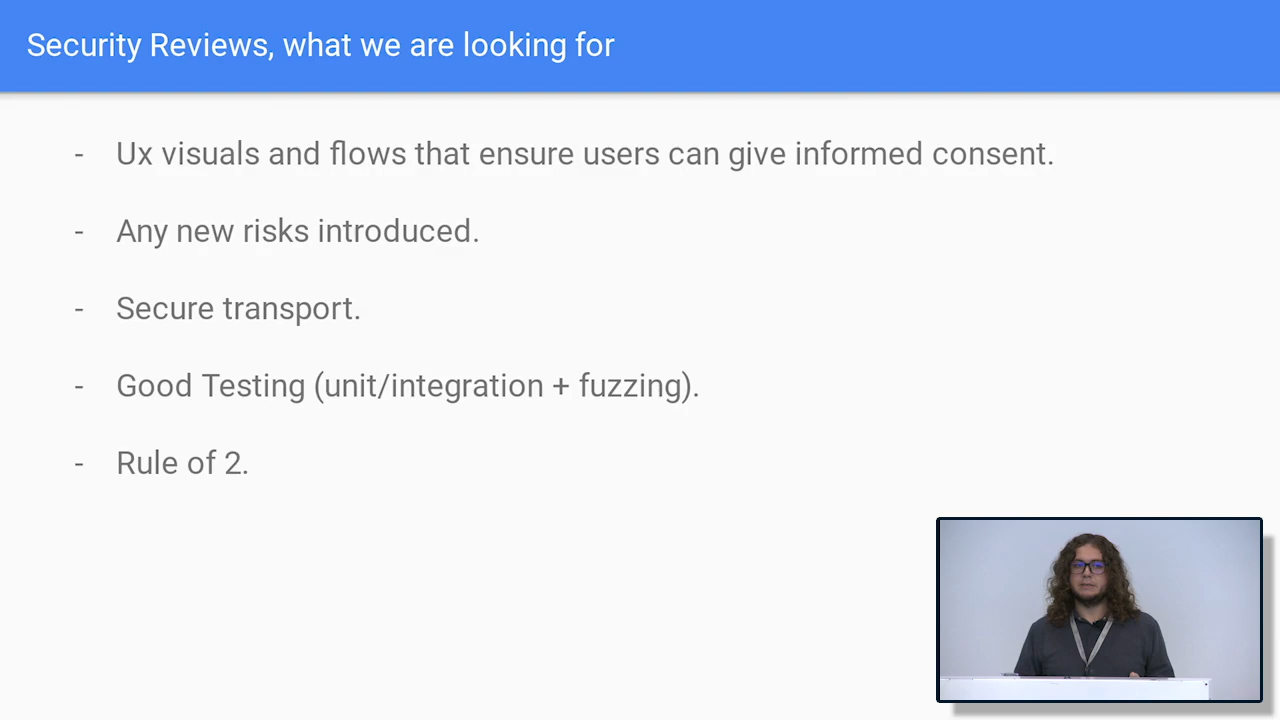 Security Reviews, what we are looking for
- Ux visuals and flows that ensure users can give informed consent.
- Any new risks introduced.
- Secure transport.
- Good Testing (unit/integration + fuzzing).
- Rule of 2.